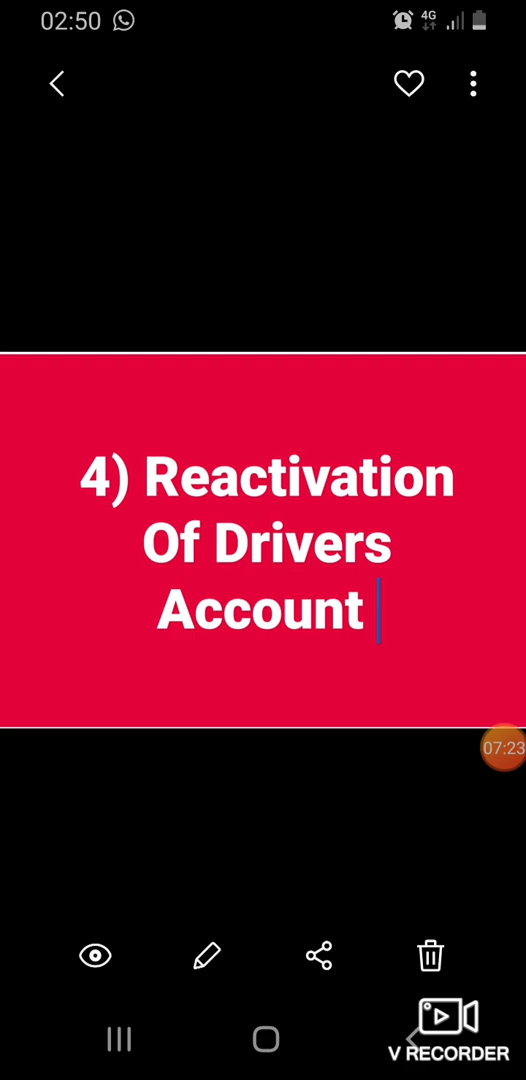 02:50
4G
4) Reactivation
Of Drivers
Account
07:23
V RECORDER